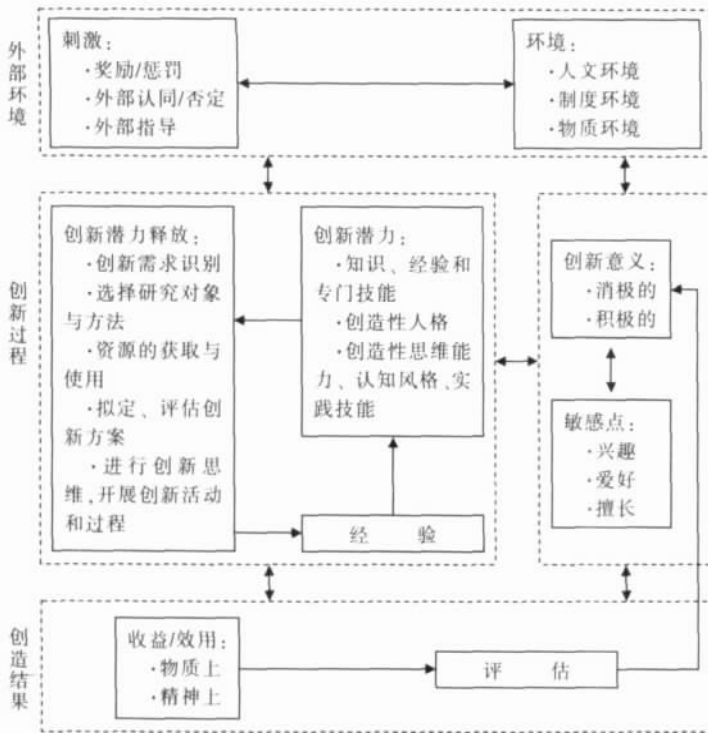 外部环境
刺激：
·奖励/惩罚
·外部认同/否定
·外部指导
环境：
·人文环境
·制度环境
·物质环境
创新过程
创新潜力释放：
·创新需求识别
·选择研究对象
与方法
·资源的获取与
使用
·拟定、评估创
新方案
·进行创新思
维,开展创新活动
和过程
创新潜力：
·知识、经验和
专门技能
·创造性人格
·创造性思维能
力、认知风格、实
践技能
经 验
创新意义：
·消极的
·积极的
敏感点：
·兴趣
·爱好
·擅长
创造结果
收益/效用：
·物质上
·精神上
评 估